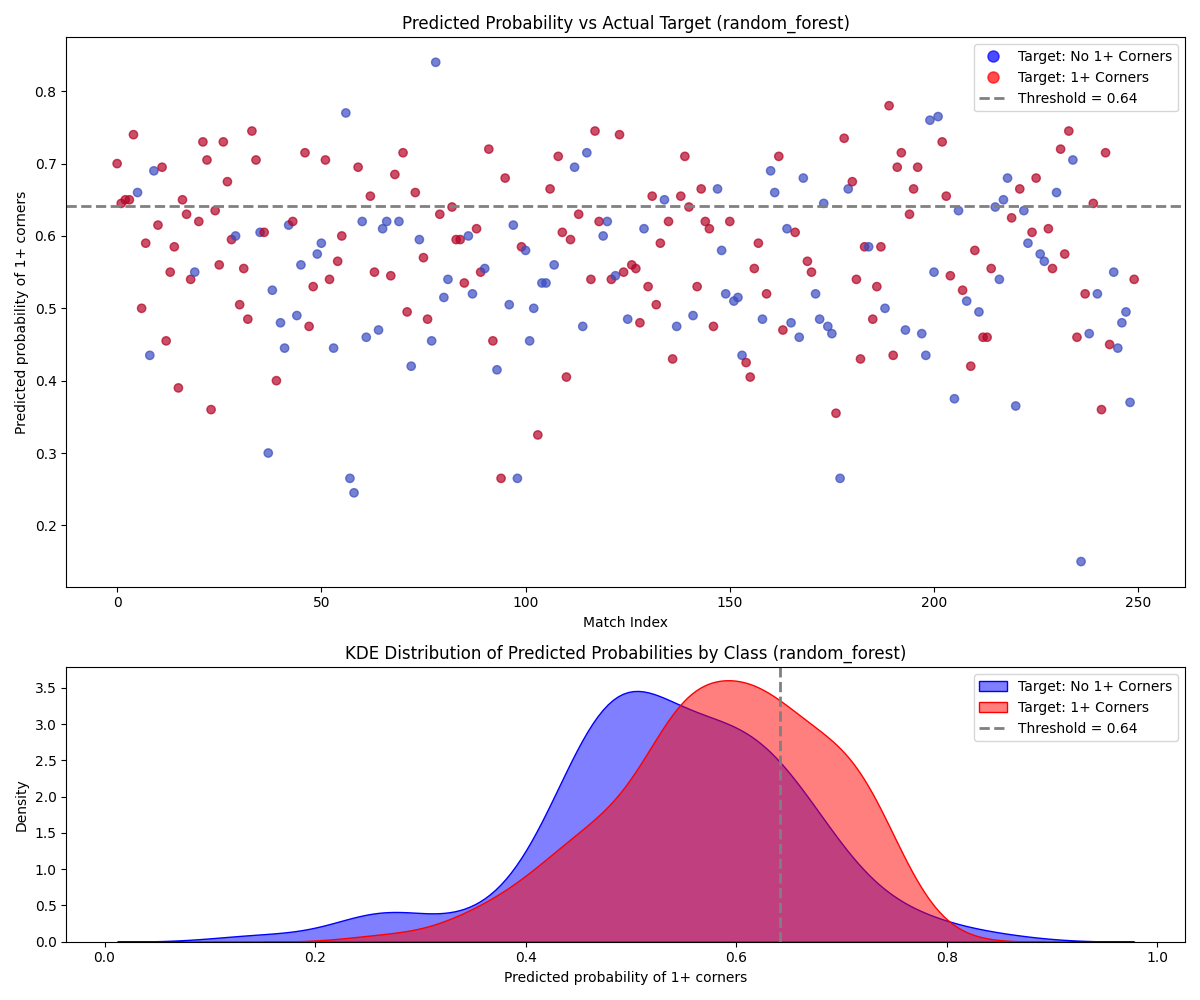 Predicted Probability vs Actual Target (random_forest)
Target: No 1+ Corners
Target: 1+ Corners
Threshold = 0.64
Predicted probability of 1+ corners
0.8
0.7
0.6
0.5
0.4
0.3
0.2
0
50
100
150
200
250
Match Index
KDE Distribution of Predicted Probabilities by Class (random_forest)
Target: No 1+ Corners
Target: 1+ Corners
Threshold = 0.64
Density
3.5
3.0
2.5
2.0
1.5
1.0
0.5
0.0
0.0
0.2
0.4
0.6
0.8
1.0
Predicted probability of 1+ corners